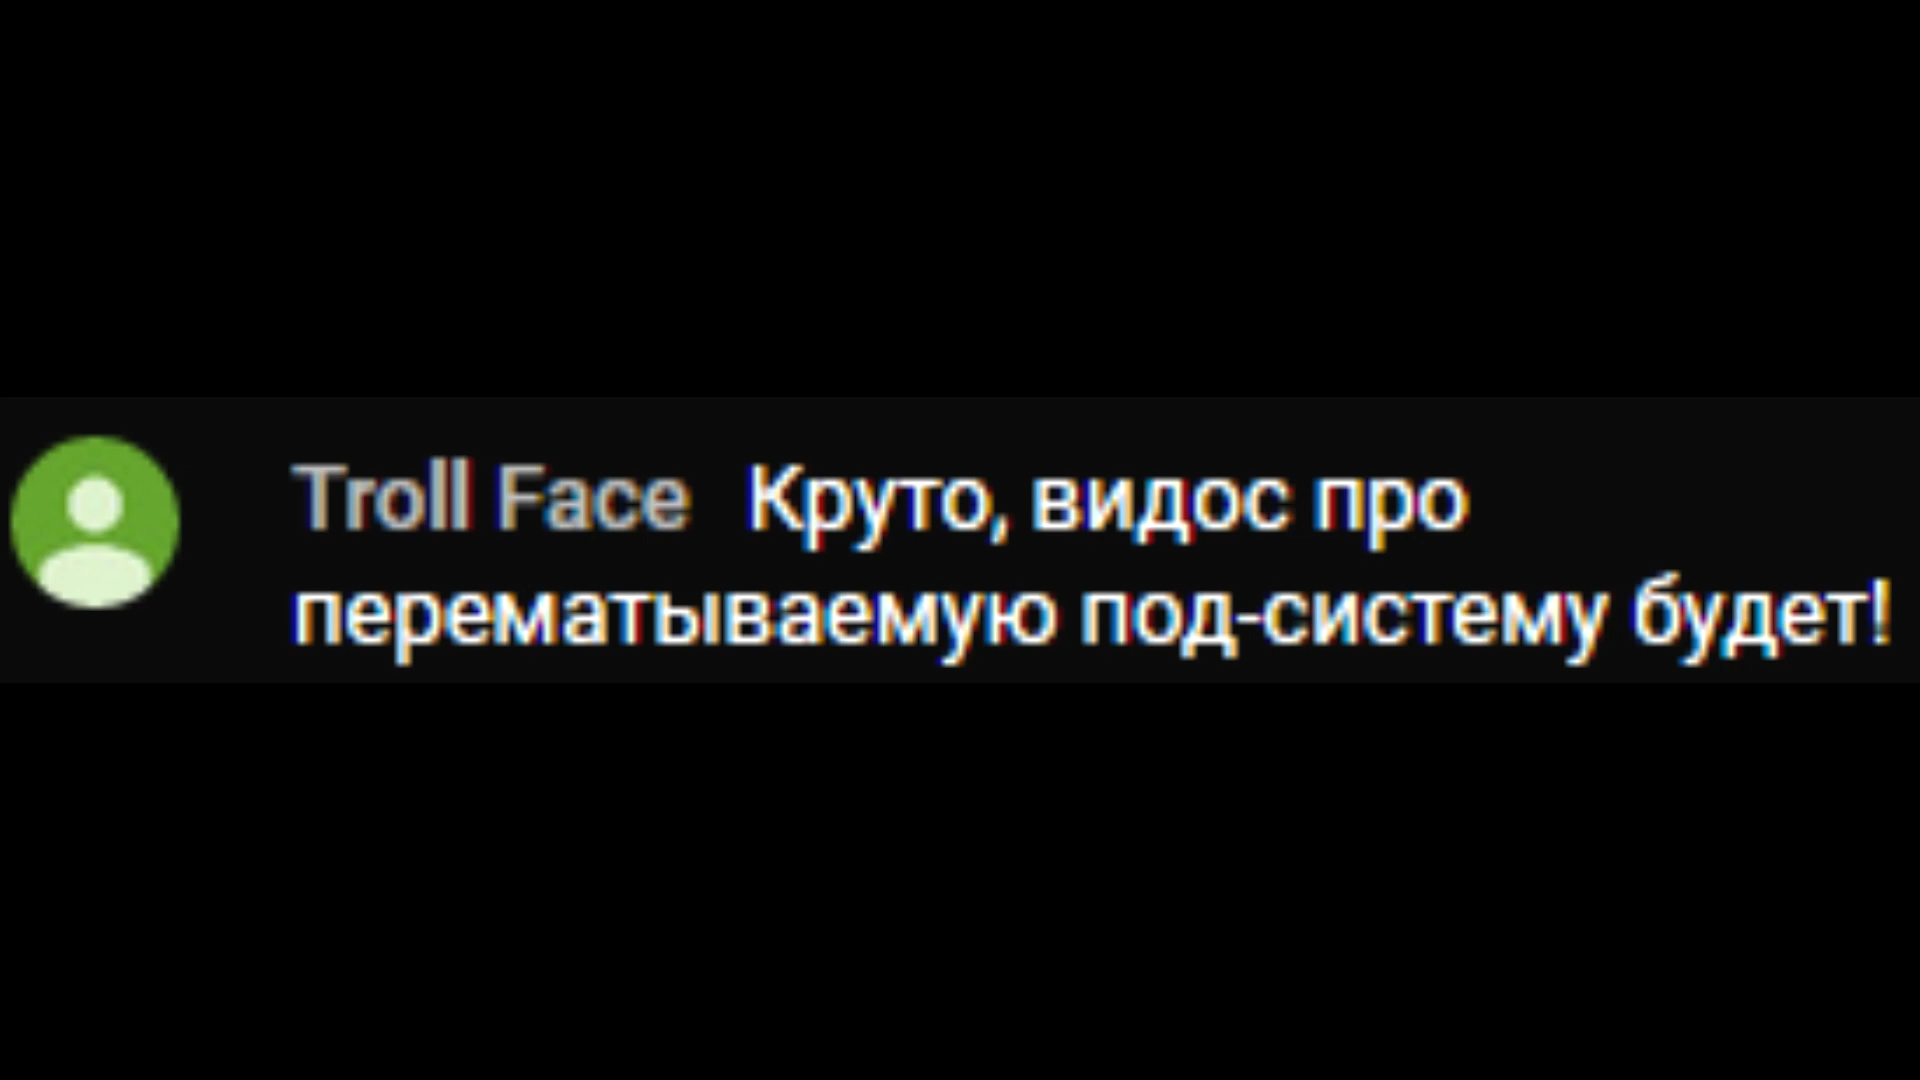 Troll Face Круто, видос про
перематываемую под-систему будет!